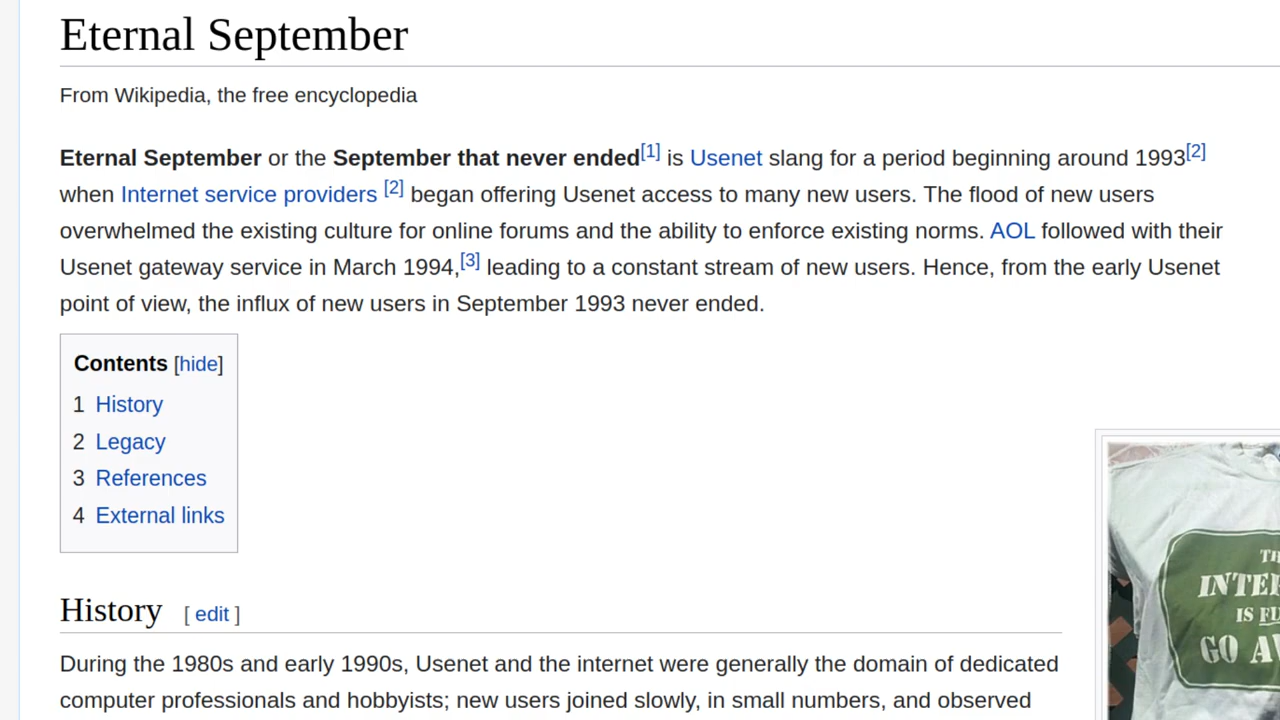 Eternal September
From Wikipedia, the free encyclopedia
Eternal September or the September that never ended[1] is Usenet slang for a period beginning around 1993[2]
when Internet service providers [2] began offering Usenet access to many new users. The flood of new users
overwhelmed the existing culture for online forums and the ability to enforce existing norms. AOL followed with their
Usenet gateway service in March 1994,[3] leading to a constant stream of new users. Hence, from the early Usenet
point of view, the influx of new users in September 1993 never ended.
Contents [hide]
1 History
2 Legacy
3 References
4 External links
History [ edit ]
During the 1980s and early 1990s, Usenet and the internet were generally the domain of dedicated
computer professionals and hobbyists; new users joined slowly, in small numbers, and observed
IS
GO